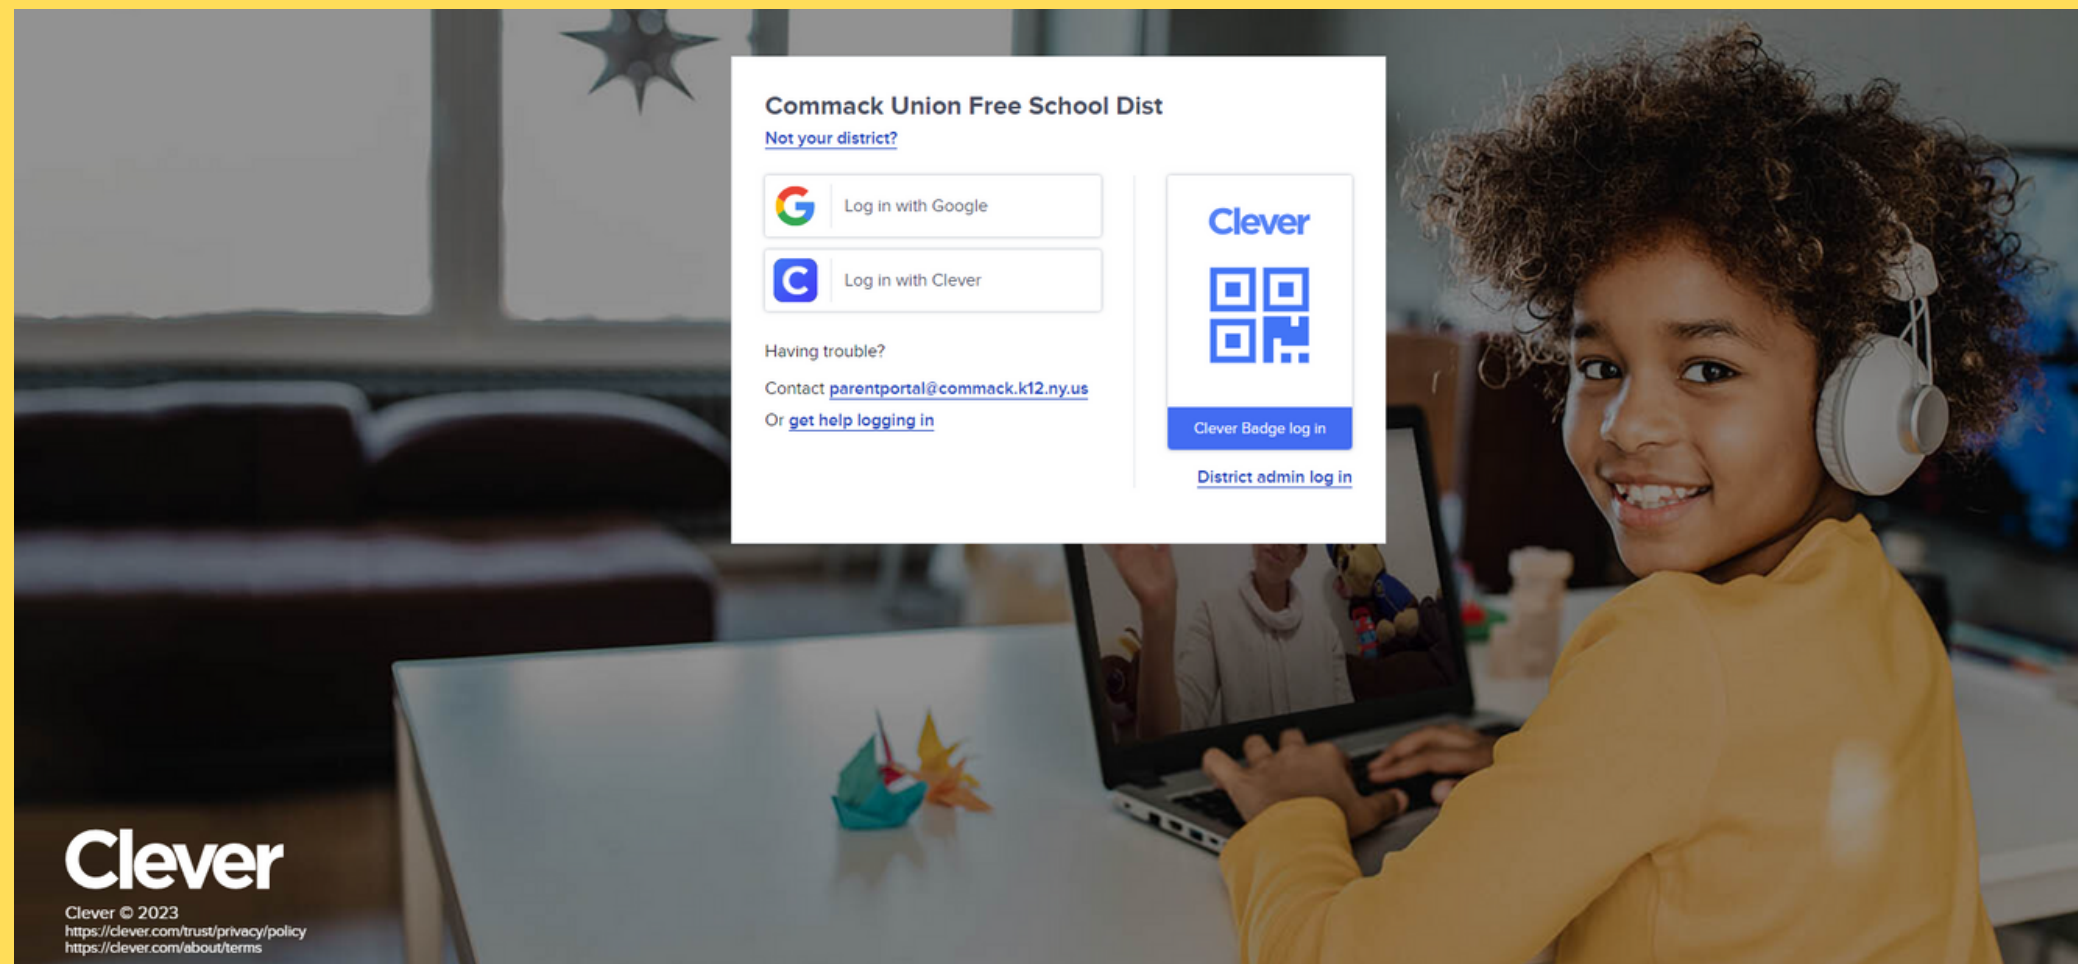 Commack Union Free School Dist
Not your district?
Log in with Google
Log in with Clever
Having trouble?
Contact parentportal@commack.k12.ny.us
Or get help logging in
Clever
Clever Badge log in
District admin log in
Clever
Clever © 2023
https://clever.com/trust/privacy/policy
https://clever.com/about/terms